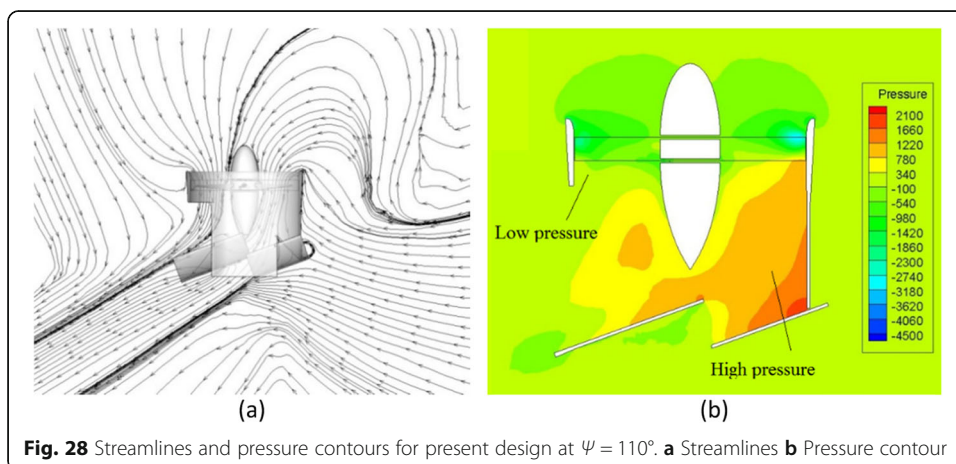 Pressure
2100
1660
1220
780
340
-100
-540
-980
-1420
-1860
-2300
-2740
-3180
-3620
-4060
-4500
Low pressure
High pressure
(a)
(b)
Fig. 28 Streamlines and pressure contours for present design at Ψ = 110°. a Streamlines b Pressure contour